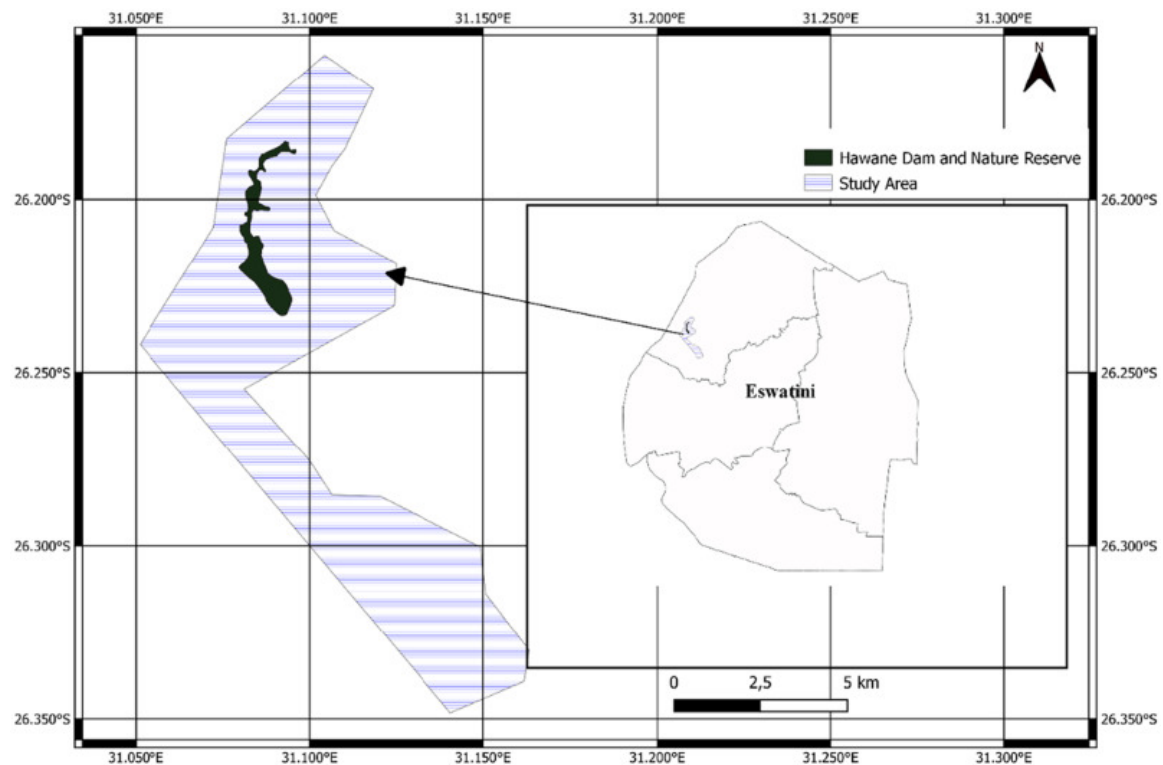 31.050°E 31.100°E 31.150°E 31.200°E 31.250°E 31.300°E
N
Hawane Dam and Nature Reserve
Study Area
26.200°S 26.200°S
Eswatini
26.250°S 26.250°S
26.300°S 26.300°S
0 2,5 5 km
26.350°S 26.350°S
31.050°E 31.100°E 31.150°E 31.200°E 31.250°E 31.300°E